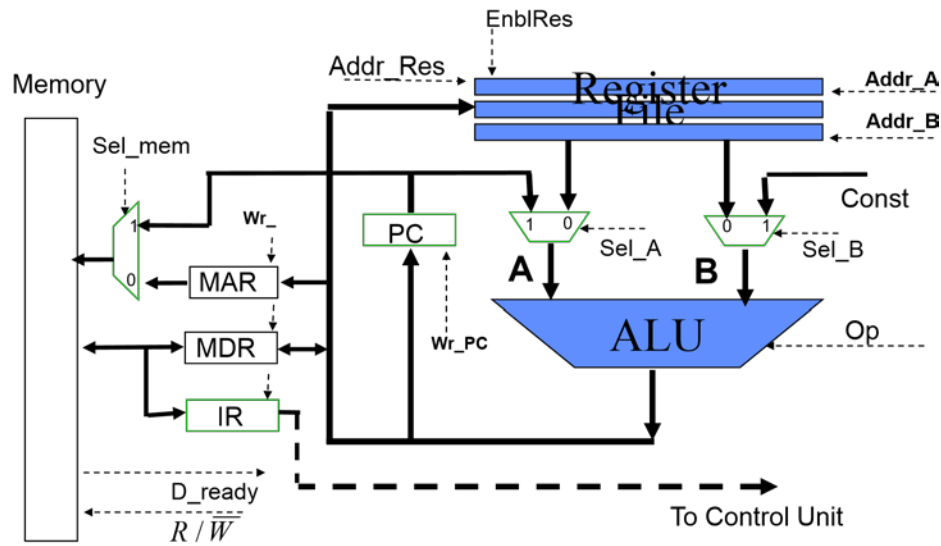 EnblRes
Addr_Res
Register
File
Addr_A
Addr_B
Memory
Sel_mem
Const
1
0
0
1
Wr_
PC
Sel_A
Sel_B
1
0
MAR
A
B
MDR
Wr_PC
ALU
Op
IR
D_ready
R / W̅
To Control Unit